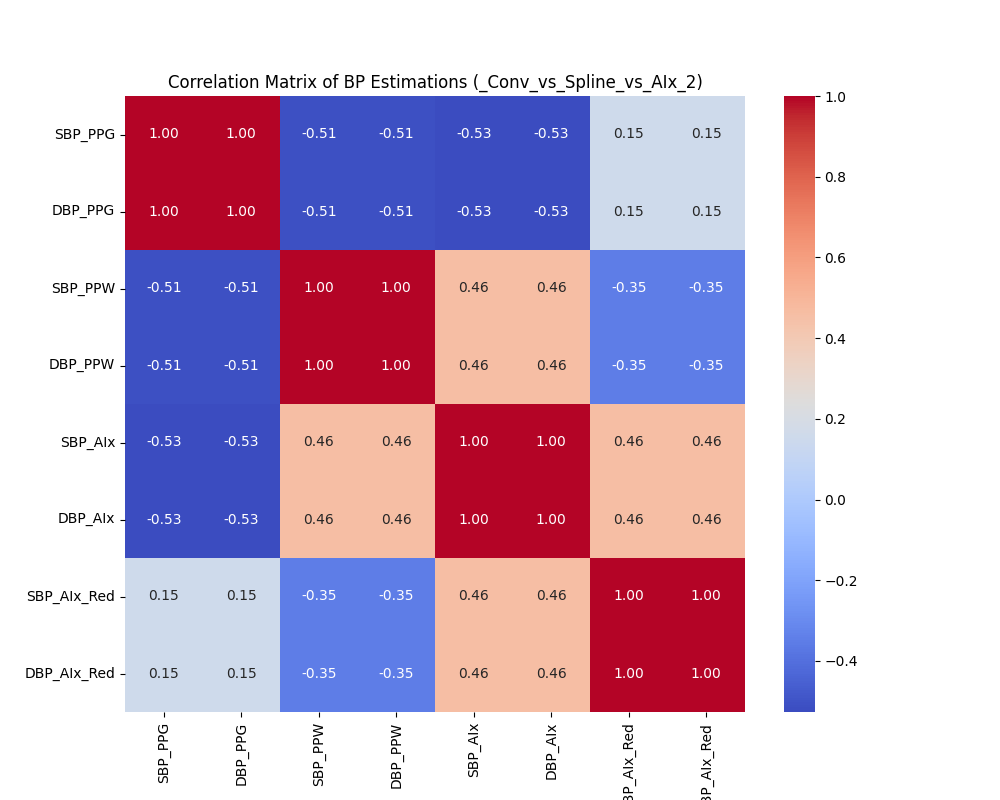 Correlation Matrix of BP Estimations (_Conv_vs_Spline_vs_AIx_2)
SBP_PPG 1.00 1.00 -0.51 -0.51 -0.53 -0.53 0.15 0.15
DBP_PPG 1.00 1.00 -0.51 -0.51 -0.53 -0.53 0.15 0.15
SBP_PPW -0.51 -0.51 1.00 1.00 0.46 0.46 -0.35 -0.35
DBP_PPW -0.51 -0.51 1.00 1.00 0.46 0.46 -0.35 -0.35
SBP_AIx -0.53 -0.53 0.46 0.46 1.00 1.00 0.46 0.46
DBP_AIx -0.53 -0.53 0.46 0.46 1.00 1.00 0.46 0.46
SBP_AIx_Red 0.15 0.15 -0.35 -0.35 0.46 0.46 1.00 1.00
DBP_AIx_Red 0.15 0.15 -0.35 -0.35 0.46 0.46 1.00 1.00
SBP_PPG DBP_PPG SBP_PPW DBP_PPW SBP_AIx DBP_AIx BP_AIx_Red BP_AIx_Red
1.0
0.8
0.6
0.4
0.2
0.0
−0.2
−0.4